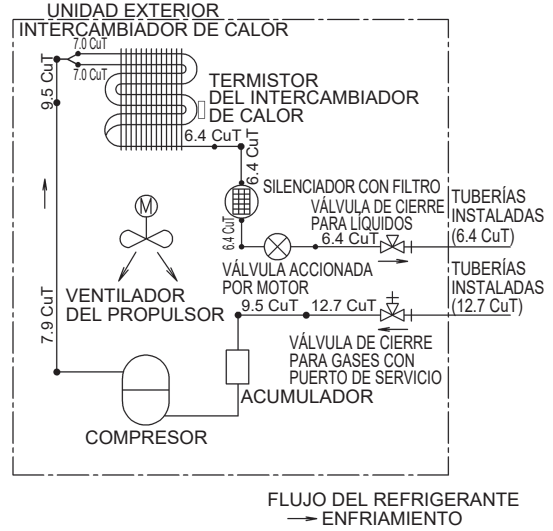 UNIDAD EXTERIOR
INTERCAMBIADOR DE CALOR
7.0 CuT
7.0 CuT
9.5 CuT
TERMISTOR
DEL INTERCAMBIADOR
DE CALOR
6.4 CuT
6.4 CuT
SILENCIADOR CON FILTRO
M
6.4 CuT
VÁLVULA DE CIERRE
PARA LÍQUIDOS
6.4 CuT
TUBERÍAS
INSTALADAS
(6.4 CuT)
VÁLVULA ACCIONADA
POR MOTOR
VENTILADOR
DEL PROPULSOR
7.9 CuT
9.5 CuT
12.7 CuT
TUBERÍAS
INSTALADAS
(12.7 CuT)
VÁLVULA DE CIERRE
PARA GASES CON
PUERTO DE SERVICIO
ACUMULADOR
COMPRESOR
FLUJO DEL REFRIGERANTE
ENFRIAMIENTO